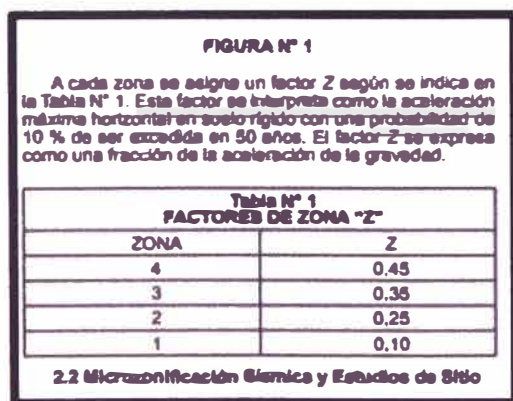 FIGURA N° 1
A cada zona se asigna un factor Z según se indica en
la Tabla N° 1. Este factor se interpreta como la aceleración
máxima horizontal en suelo rígido con una probabilidad de
10 % de ser excedida en 50 años. El factor Z se expresa
como una fracción de la aceleración de la gravedad.
Tabla N° 1
FACTORES DE ZONA "Z"
ZONA Z
4 0,45
3 0,35
2 0,25
1 0,10
2.2 Microzonificación Sísmica y Estudios de Sitio